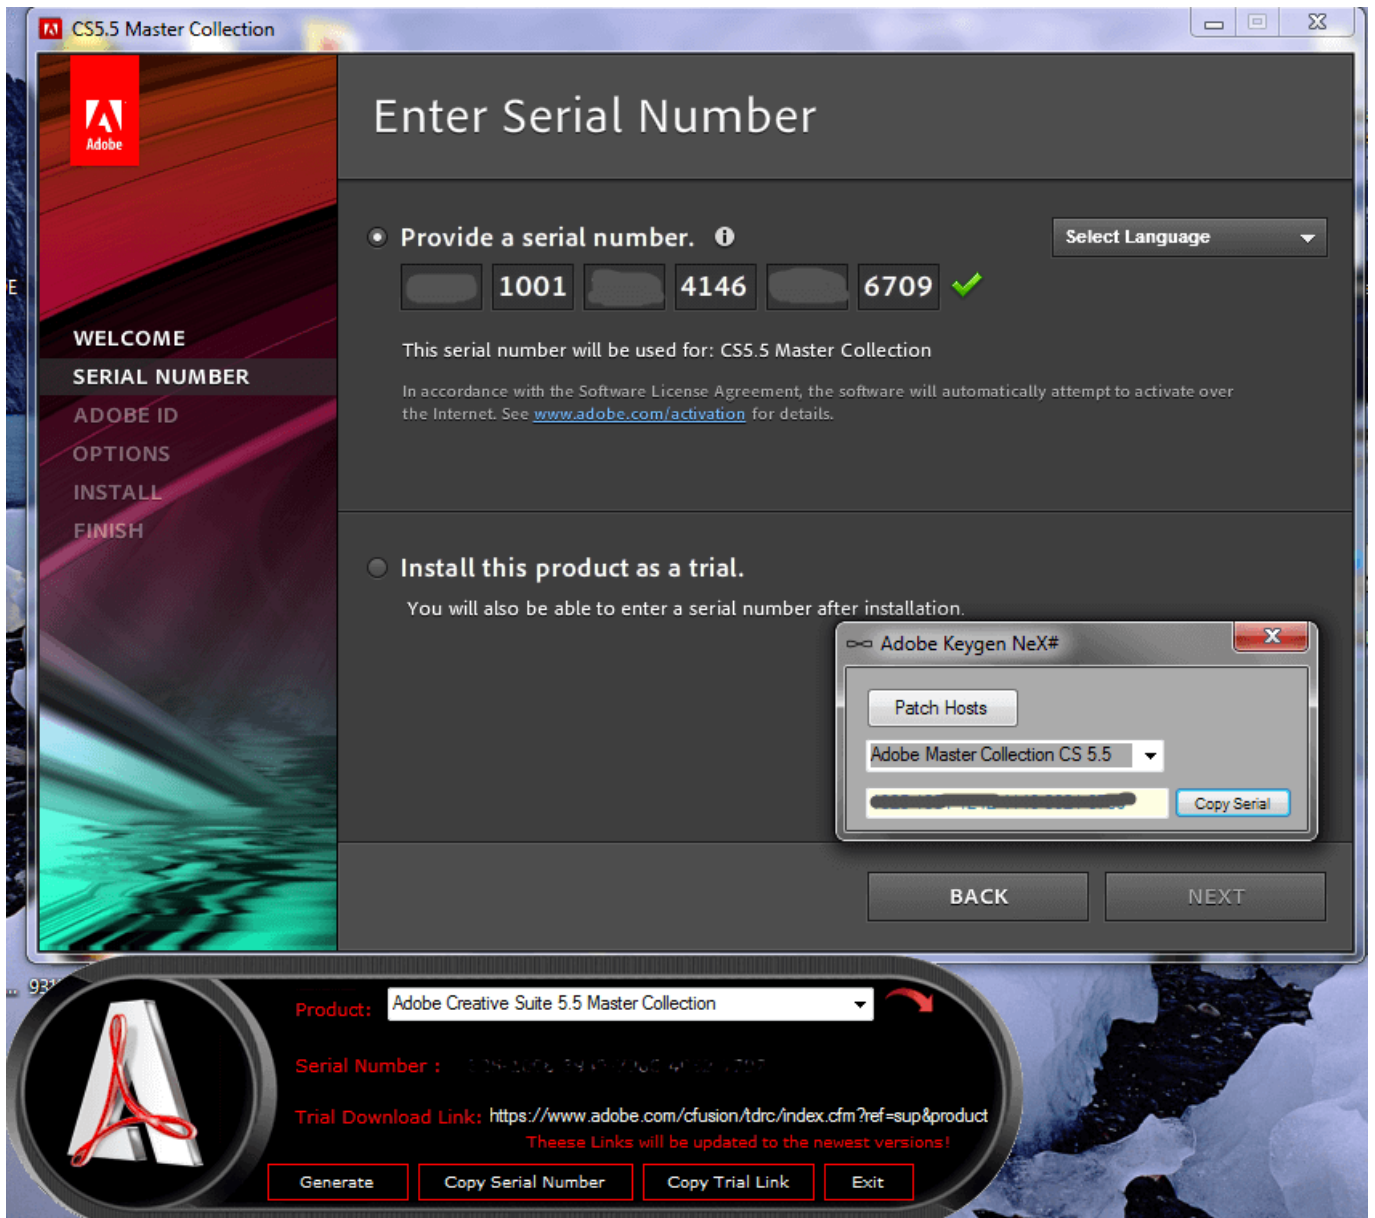 CS5.5 Master Collection
Adobe
Enter Serial Number
Provide a serial number.
Select Language
1001 4146 6709
This serial number will be used for: CS5.5 Master Collection
In accordance with the Software License Agreement, the software will automatically attempt to activate over
the Internet. See www.adobe.com/activation for details.
WELCOME
SERIAL NUMBER
ADOBE ID
OPTIONS
INSTALL
FINISH
Install this product as a trial.
You will also be able to enter a serial number after installation.
Adobe Keygen NeX#
Patch Hosts
Adobe Master Collection CS 5.5
Copy Serial
BACK
NEXT
Product: Adobe Creative Suite 5.5 Master Collection
Serial Number :
Trial Download Link: https://www.adobe.com/cfusion/tdrc/index.cfm?ref=sup&product
Theese Links will be updated to the newest versions!
Generate
Copy Serial Number
Copy Trial Link
Exit